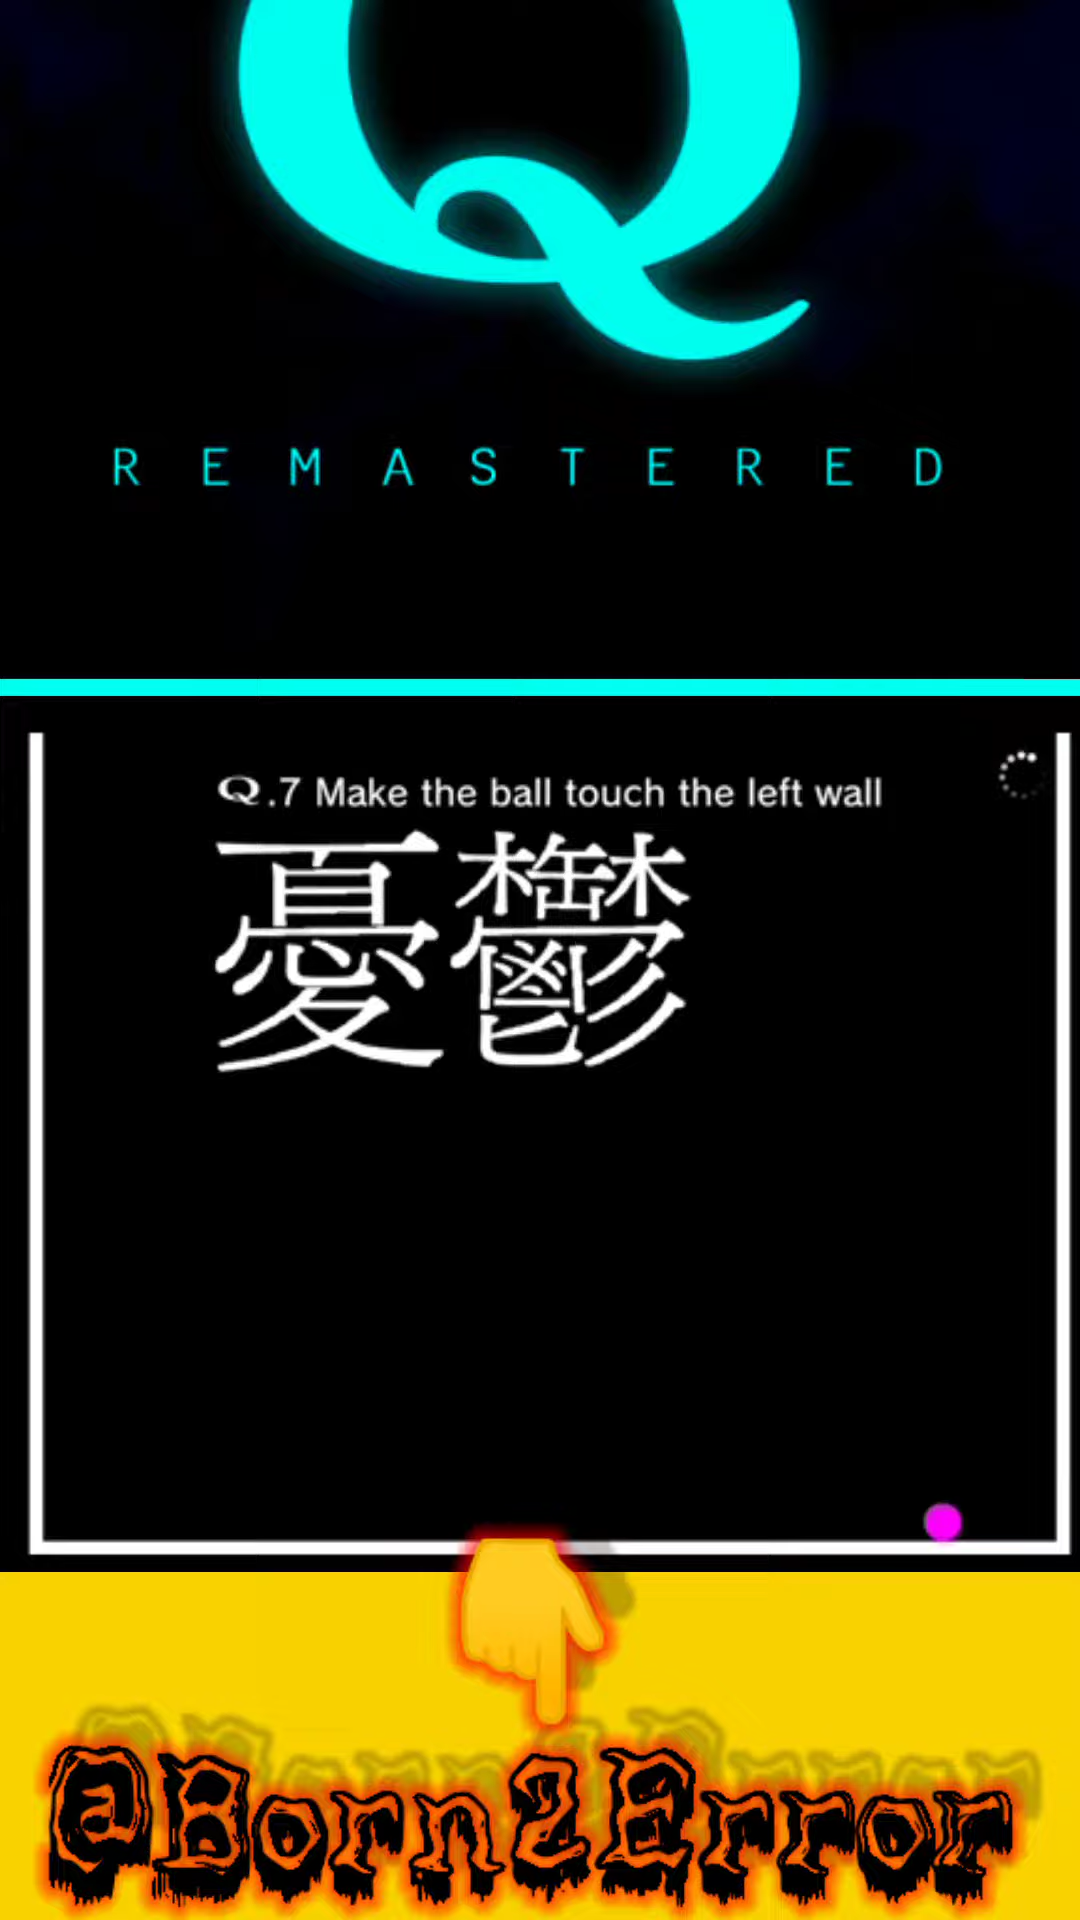 Q
REMASTERED
Q.7 Make the ball touch the left wall
憂鬱
@Born2Error